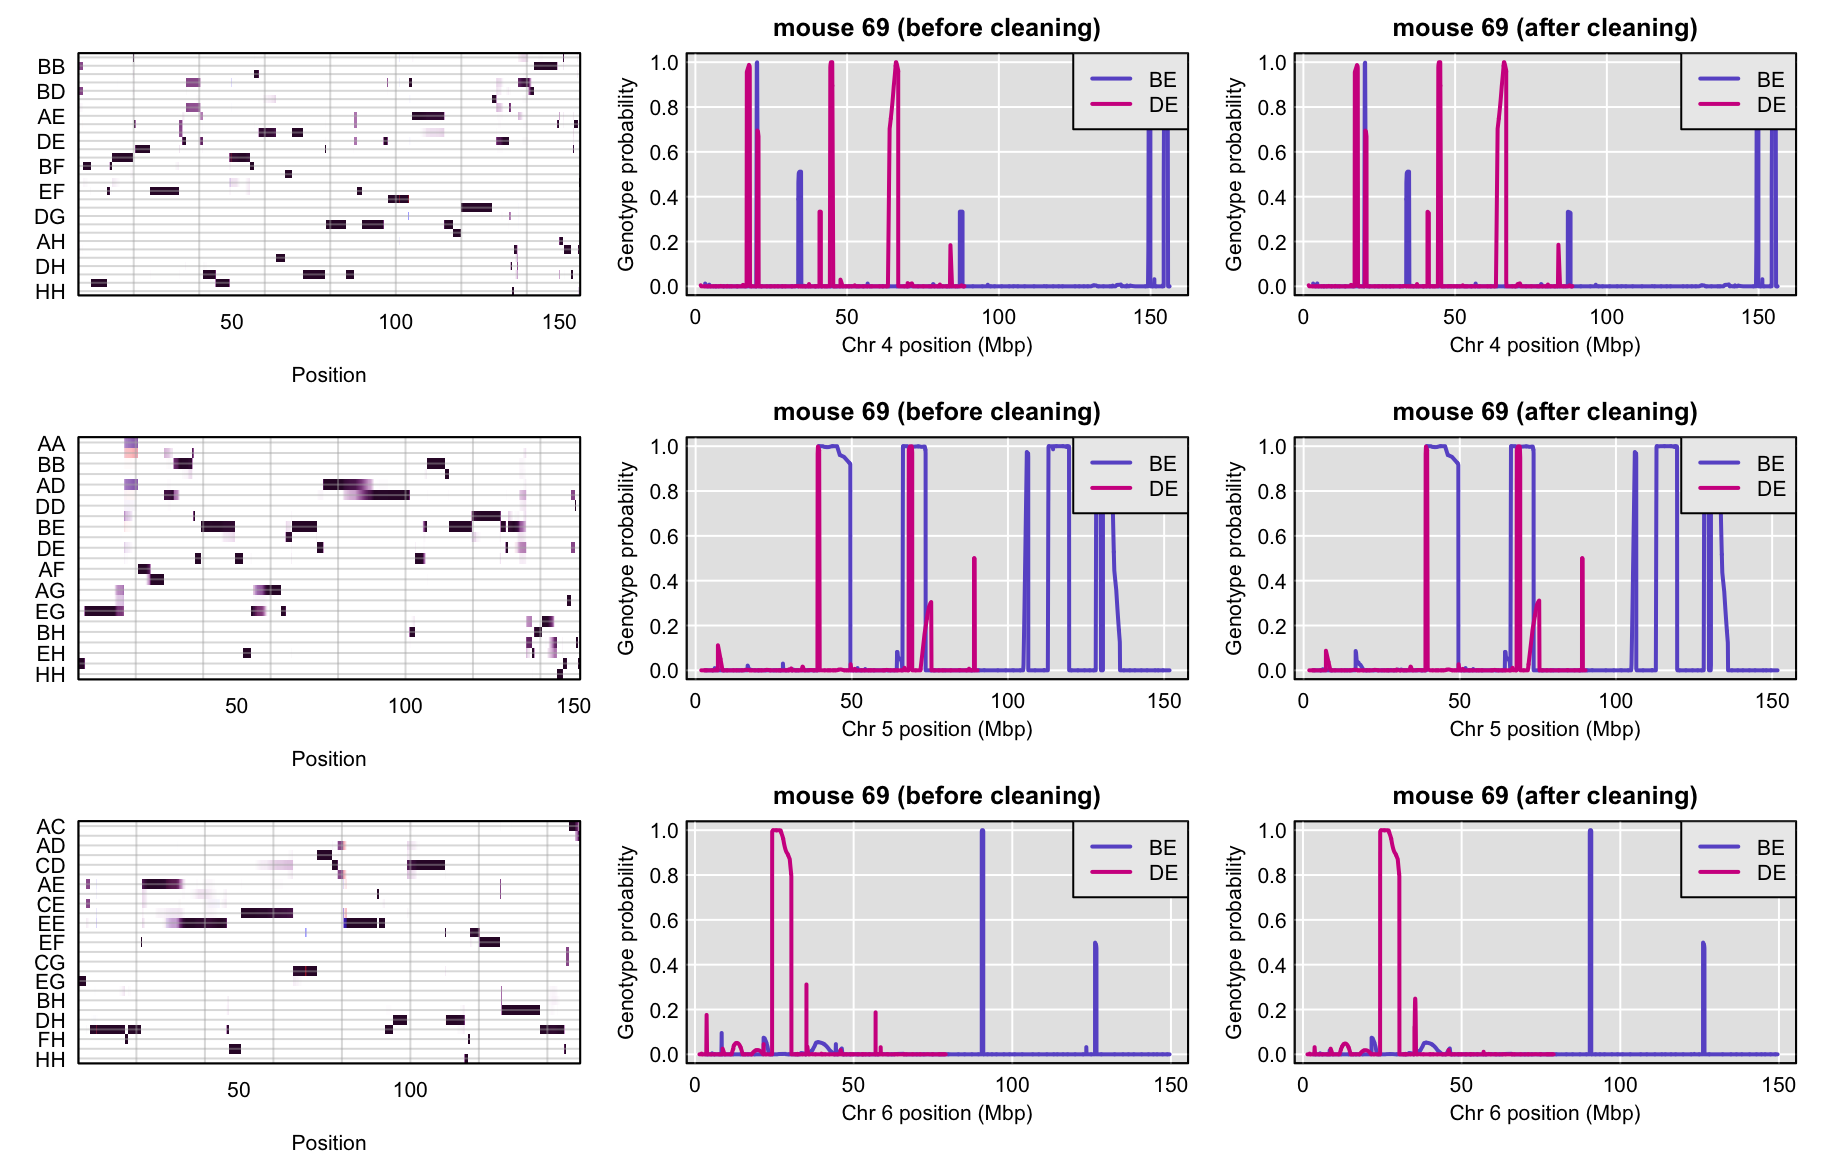 BB
BD
AE
DE
BF
EF
DG
AH
DH
HH
50 100 150
Position
mouse 69 (before cleaning)
Genotype probability
1.0
0.8
0.6
0.4
0.2
0.0
BE
DE
0 50 100 150
Chr 4 position (Mbp)
mouse 69 (after cleaning)
Genotype probability
1.0
0.8
0.6
0.4
0.2
0.0
BE
DE
0 50 100 150
Chr 4 position (Mbp)
AA
BB
AD
DD
BE
DE
AF
AG
EG
BH
EH
HH
50 100 150
Position
mouse 69 (before cleaning)
Genotype probability
1.0
0.8
0.6
0.4
0.2
0.0
BE
DE
0 50 100 150
Chr 5 position (Mbp)
mouse 69 (after cleaning)
Genotype probability
1.0
0.8
0.6
0.4
0.2
0.0
BE
DE
0 50 100 150
Chr 5 position (Mbp)
AC
AD
CD
AE
CE
EE
EF
CG
EG
BH
DH
FH
HH
50 100
Position
mouse 69 (before cleaning)
Genotype probability
1.0
0.8
0.6
0.4
0.2
0.0
BE
DE
0 50 100 150
Chr 6 position (Mbp)
mouse 69 (after cleaning)
Genotype probability
1.0
0.8
0.6
0.4
0.2
0.0
BE
DE
0 50 100 150
Chr 6 position (Mbp)